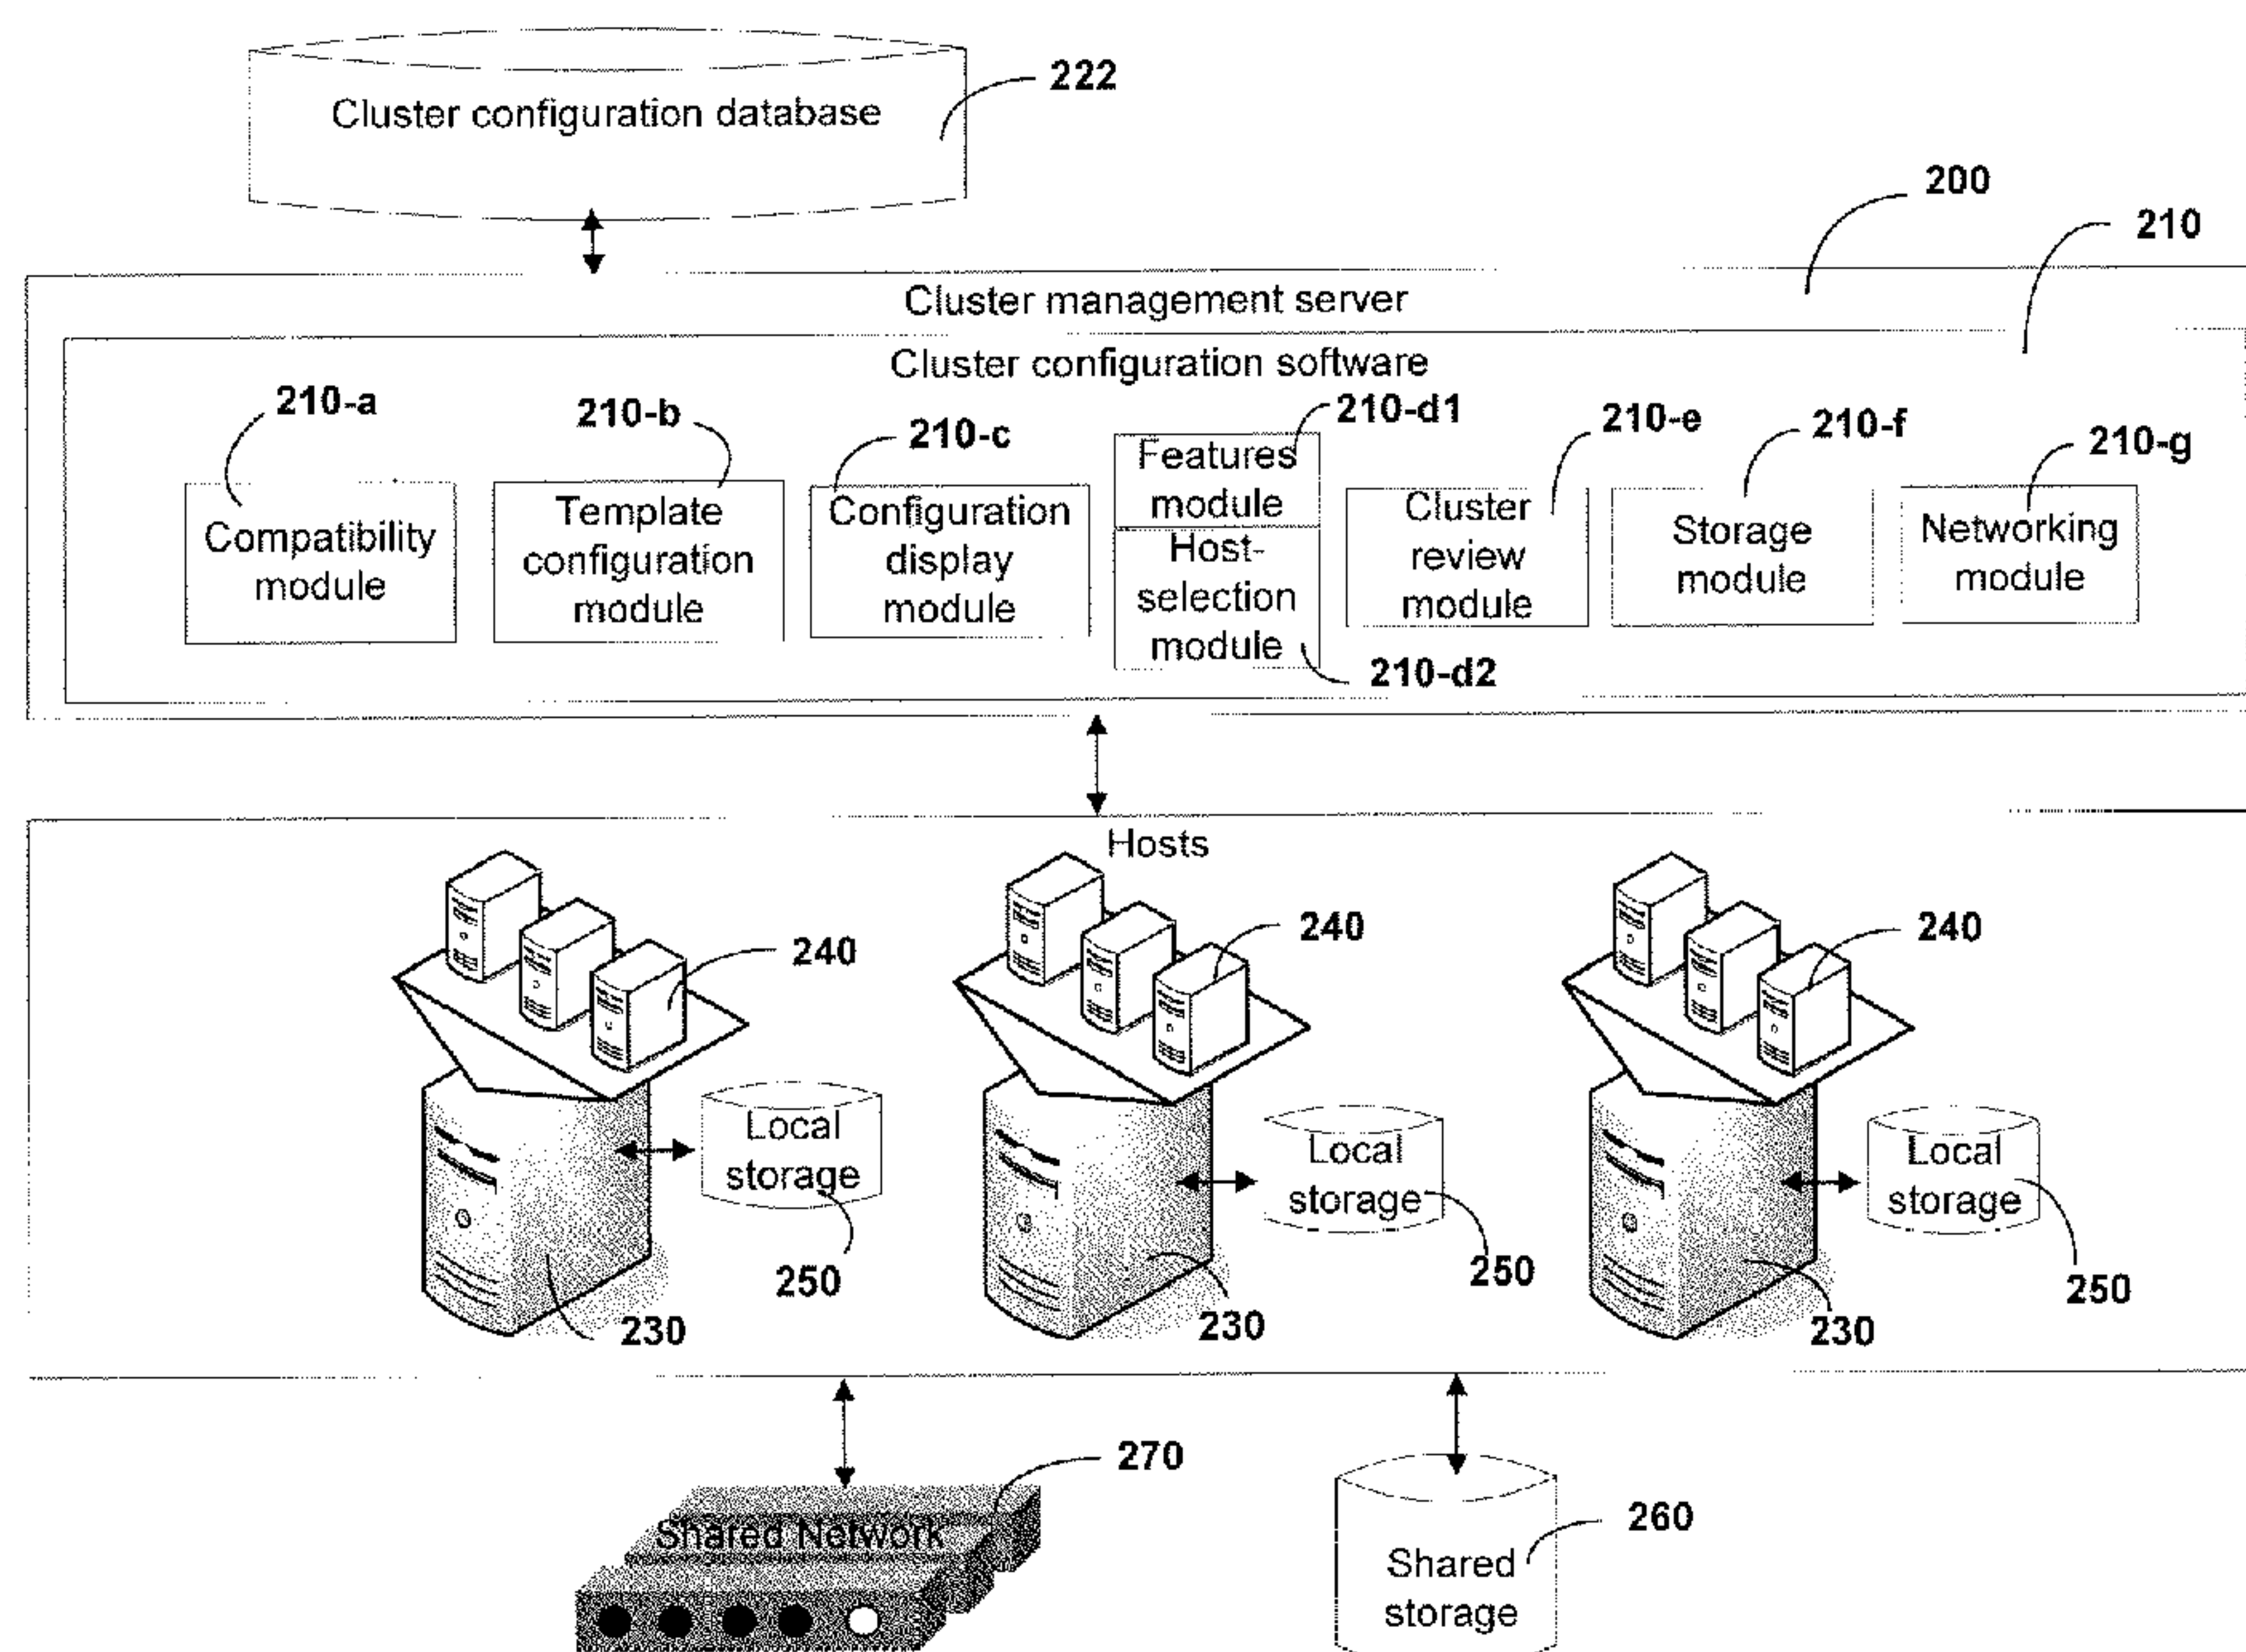 Cluster configuration database
222
200
210
Cluster management server
Cluster configuration software
210-a
210-b
210-c
210-d1
210-e
210-f
210-g
Compatibility
module
Template
configuration
module
Configuration
display
module
Features
module
Host-
selection
module
210-d2
Cluster
review
module
Storage
module
Networking
module
Hosts
240
240
240
Local
storage
250
230
Local
storage
250
230
Local
storage
250
230
270
Shared Network
260
Shared
storage